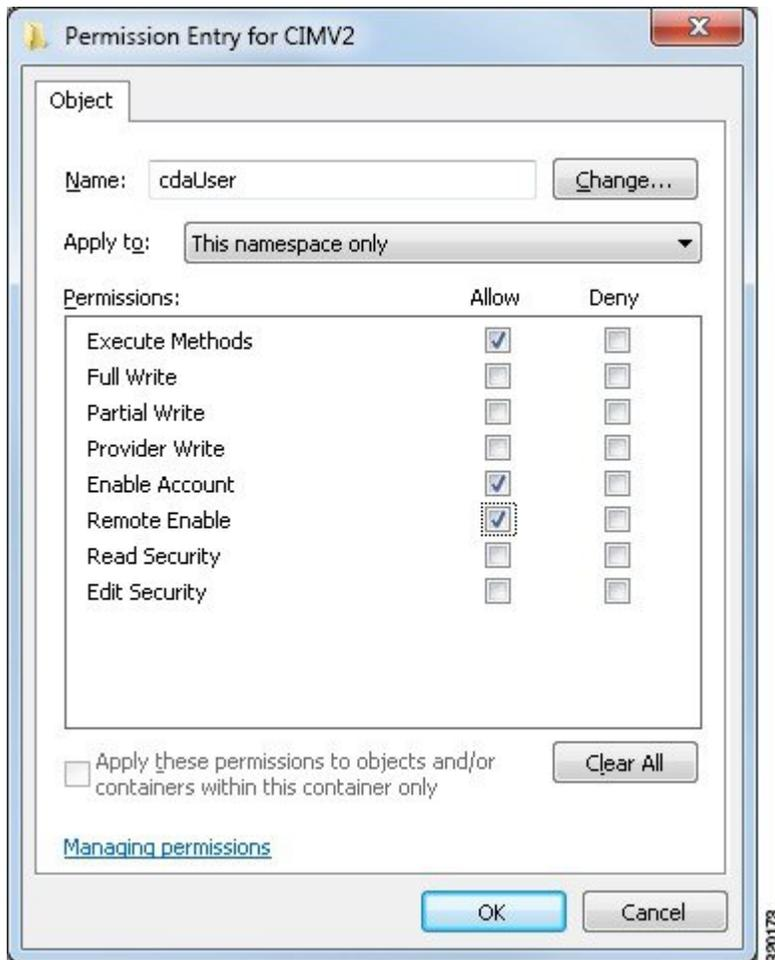 Permission Entry for CIMV2
Object
Name: cdaUser Change...
Apply to: This namespace only
Permissions: Allow Deny
Execute Methods
Full Write
Partial Write
Provider Write
Enable Account
Remote Enable
Read Security
Edit Security
Apply these permissions to objects and/or
containers within this container only
Clear All
Managing permissions
OK Cancel
320173